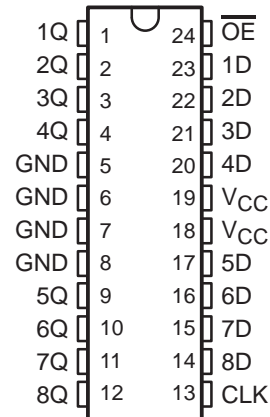 1Q 1 24 O̅E̅
2Q 2 23 1D
3Q 3 22 2D
4Q 4 21 3D
GND 5 20 4D
GND 6 19 VCC
GND 7 18 VCC
GND 8 17 5D
5Q 9 16 6D
6Q 10 15 7D
7Q 11 14 8D
8Q 12 13 CLK